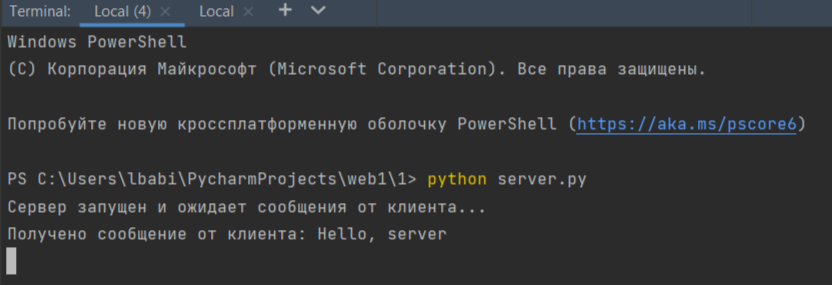 Terminal: Local (4) × Local × +
Windows PowerShell
(C) Корпорация Майкрософт (Microsoft Corporation). Все права защищены.
Попробуйте новую кроссплатформенную оболочку PowerShell (https://aka.ms/pscore6)
PS C:\Users\lbabi\PycharmProjects\web1\1> python server.py
Сервер запущен и ожидает сообщения от клиента...
Получено сообщение от клиента: Hello, server